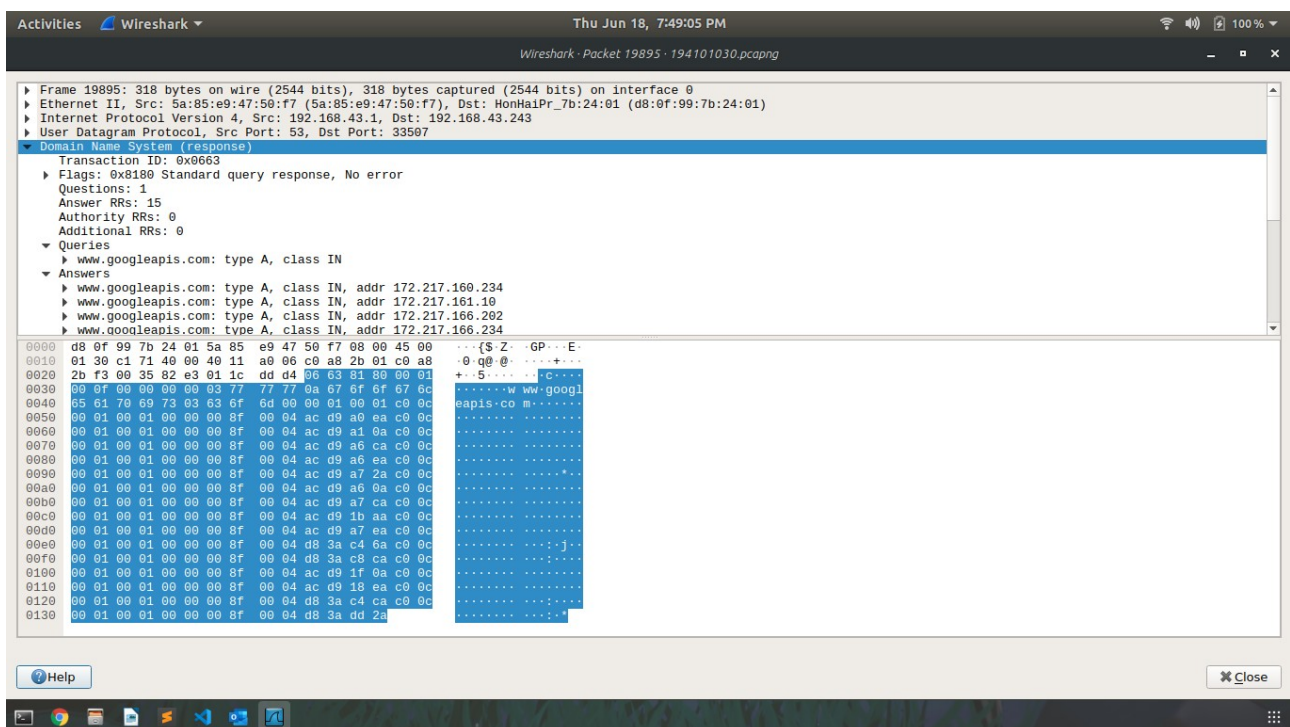 Activities Wireshark Thu Jun 18, 7:49:05 PM 100 %
Wireshark · Packet 19895 · 194101030.pcapng
Frame 19895: 318 bytes on wire (2544 bits), 318 bytes captured (2544 bits) on interface 0
Ethernet II, Src: 5a:85:e9:47:50:f7 (5a:85:e9:47:50:f7), Dst: HonHaiPr_7b:24:01 (d8:0f:99:7b:24:01)
Internet Protocol Version 4, Src: 192.168.43.1, Dst: 192.168.43.243
User Datagram Protocol, Src Port: 53, Dst Port: 33507
Domain Name System (response)
Transaction ID: 0x0663
Flags: 0x8180 Standard query response, No error
Questions: 1
Answer RRs: 15
Authority RRs: 0
Additional RRs: 0
Queries
www.googleapis.com: type A, class IN
Answers
www.googleapis.com: type A, class IN, addr 172.217.160.234
www.googleapis.com: type A, class IN, addr 172.217.161.10
www.googleapis.com: type A, class IN, addr 172.217.166.202
www.googleapis.com: type A, class IN, addr 172.217.166.234
0000 d8 0f 99 7b 24 01 5a 85 e9 47 50 f7 08 00 45 00 ···{$·Z· ·GP···E·
0010 01 30 c1 71 40 00 40 11 a0 06 c0 a8 2b 01 c0 a8 ·0·q@·@· ····+···
0020 2b f3 00 35 82 e3 01 1c dd d4 06 63 81 80 00 01 +··5···· ···c····
0030 00 0f 00 00 00 00 03 77 77 77 0a 67 6f 6f 67 6c ·······w ww·googl
0040 65 61 70 69 73 03 63 6f 6d 00 00 01 00 01 c0 0c eapis·co m·······
0050 00 01 00 01 00 00 00 8f 00 04 ac d9 a0 ea c0 0c ········ ········
0060 00 01 00 01 00 00 00 8f 00 04 ac d9 a1 0a c0 0c ········ ········
0070 00 01 00 01 00 00 00 8f 00 04 ac d9 a6 ca c0 0c ········ ········
0080 00 01 00 01 00 00 00 8f 00 04 ac d9 a6 ea c0 0c ········ ········
0090 00 01 00 01 00 00 00 8f 00 04 ac d9 a7 2a c0 0c ········ ·····*··
00a0 00 01 00 01 00 00 00 8f 00 04 ac d9 a6 0a c0 0c ········ ········
00b0 00 01 00 01 00 00 00 8f 00 04 ac d9 a7 ca c0 0c ········ ········
00c0 00 01 00 01 00 00 00 8f 00 04 ac d9 1b aa c0 0c ········ ········
00d0 00 01 00 01 00 00 00 8f 00 04 ac d9 a7 ea c0 0c ········ ········
00e0 00 01 00 01 00 00 00 8f 00 04 d8 3a c4 6a c0 0c ········ ···:·j··
00f0 00 01 00 01 00 00 00 8f 00 04 d8 3a c8 ca c0 0c ········ ···:····
0100 00 01 00 01 00 00 00 8f 00 04 ac d9 1f 0a c0 0c ········ ········
0110 00 01 00 01 00 00 00 8f 00 04 ac d9 18 ea c0 0c ········ ········
0120 00 01 00 01 00 00 00 8f 00 04 d8 3a c4 ca c0 0c ········ ···:····
0130 00 01 00 01 00 00 00 8f 00 04 d8 3a dd 2a ········ ···:·*
Help Close